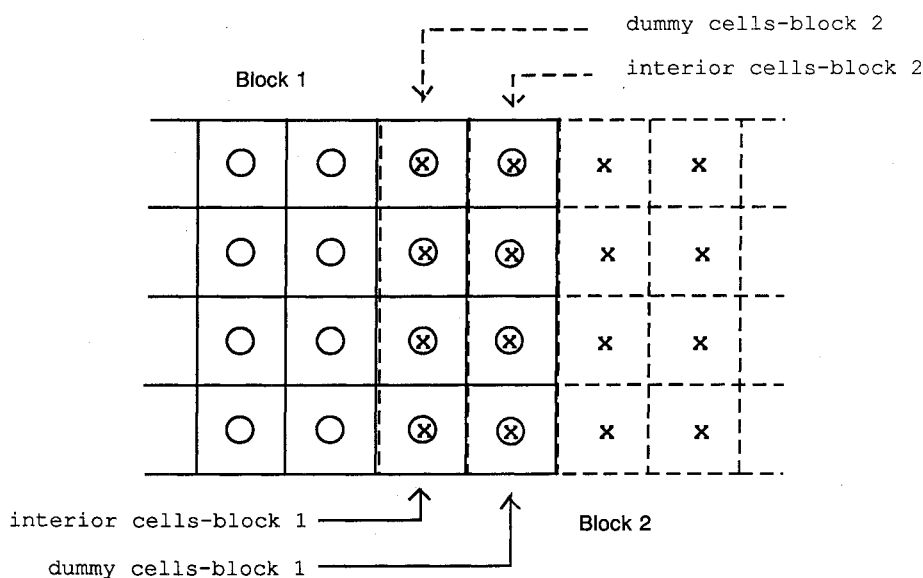 dummy cells-block 2
interior cells-block 2
Block 1
interior cells-block 1
Block 2
dummy cells-block 1